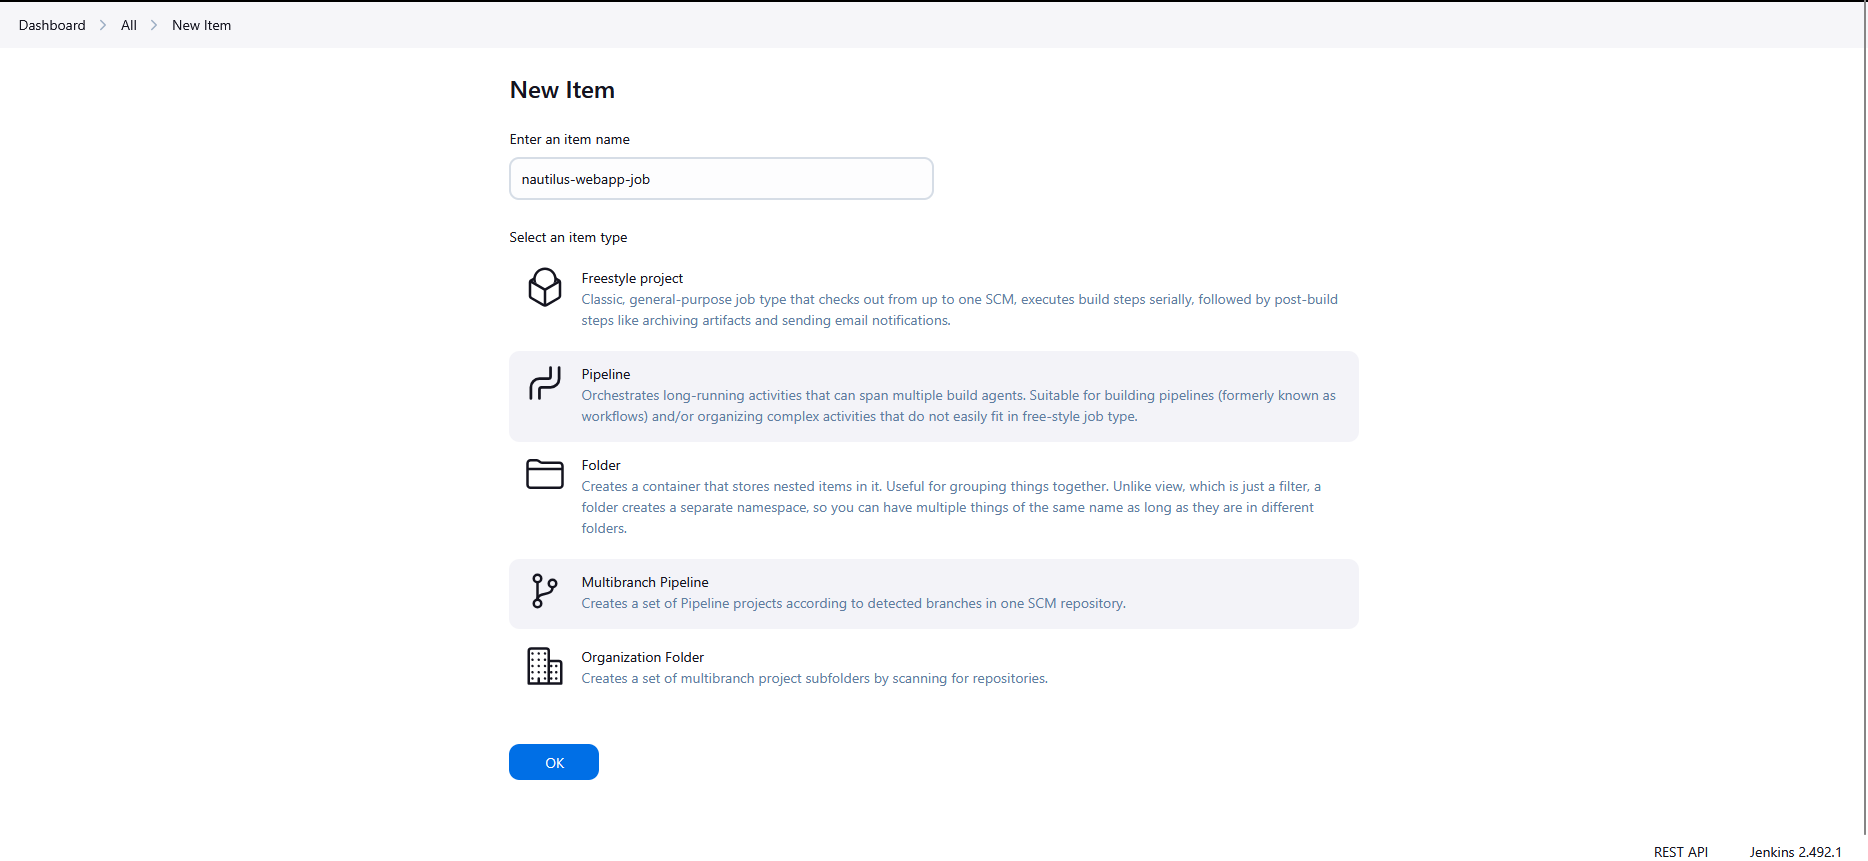 Dashboard > All > New Item
New Item
Enter an item name
nautilus-webapp-job
Select an item type
Freestyle project
Classic, general-purpose job type that checks out from up to one SCM, executes build steps serially, followed by post-build
steps like archiving artifacts and sending email notifications.
Pipeline
Orchestrates long-running activities that can span multiple build agents. Suitable for building pipelines (formerly known as
workflows) and/or organizing complex activities that do not easily fit in free-style job type.
Folder
Creates a container that stores nested items in it. Useful for grouping things together. Unlike view, which is just a filter, a
folder creates a separate namespace, so you can have multiple things of the same name as long as they are in different
folders.
Multibranch Pipeline
Creates a set of Pipeline projects according to detected branches in one SCM repository.
Organization Folder
Creates a set of multibranch project subfolders by scanning for repositories.
OK
REST API Jenkins 2.492.1